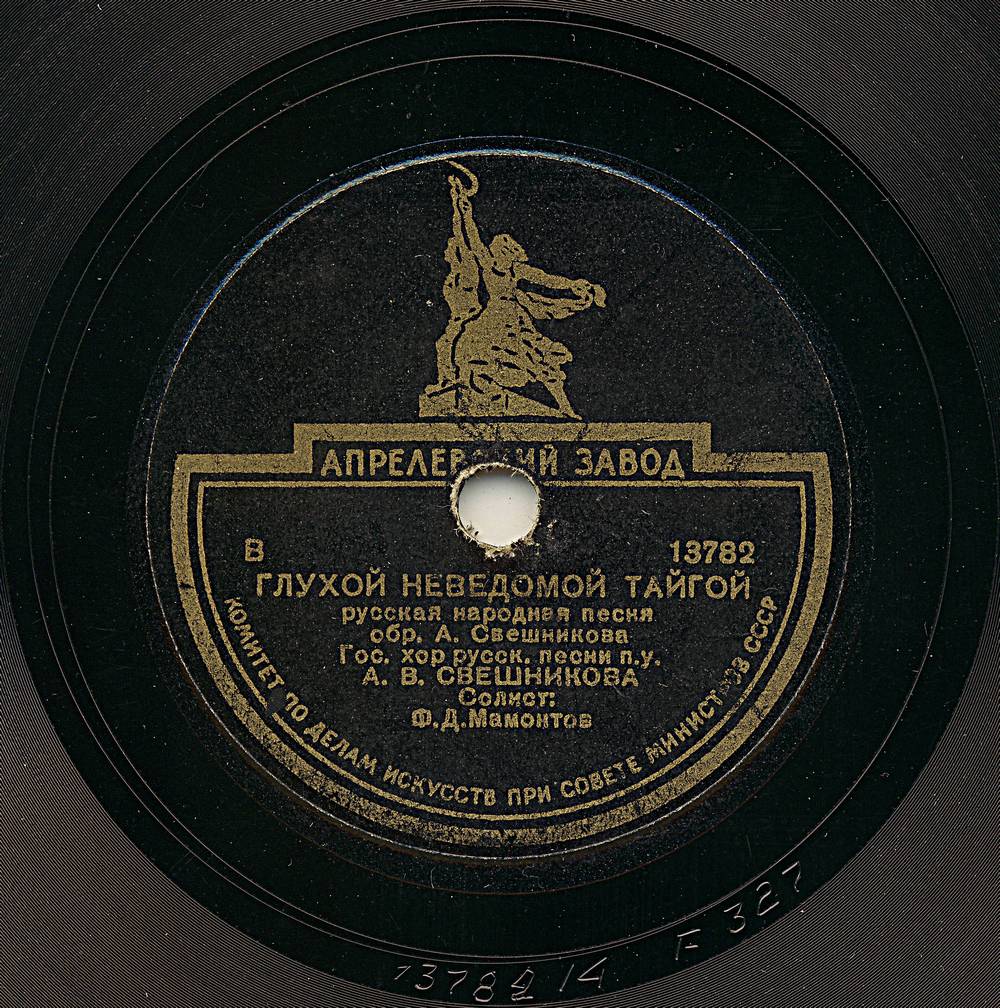 АПРЕЛЕВСКИЙ ЗАВОД
В 13782
ГЛУХОЙ НЕВЕДОМОЙ ТАЙГОЙ
русская народная песня
обр. А. Свешникова
Гос. хор русск. песни п.у.
А. В. СВЕШНИКОВА
Солист:
Ф.Д.Мамонтов
КОМИТЕТ ПО ДЕЛАМ ИСКУССТВ ПРИ СОВЕТЕ МИНИСТРОВ СССР
13782 14 F 327